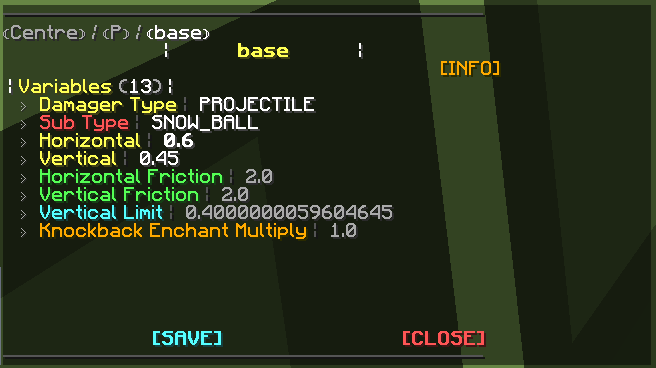 (Centre) / (P) / (base)
¦ base ¦
[INFO]
¦ Variables (13) ¦
› Damager Type ¦ PROJECTILE
› Sub Type ¦ SNOW_BALL
› Horizontal ¦ 0.6
› Vertical ¦ 0.45
› Horizontal Friction ¦ 2.0
› Vertical Friction ¦ 2.0
› Vertical Limit ¦ 0.4000000059604645
› Knockback Enchant Multiply ¦ 1.0
[SAVE] [CLOSE]